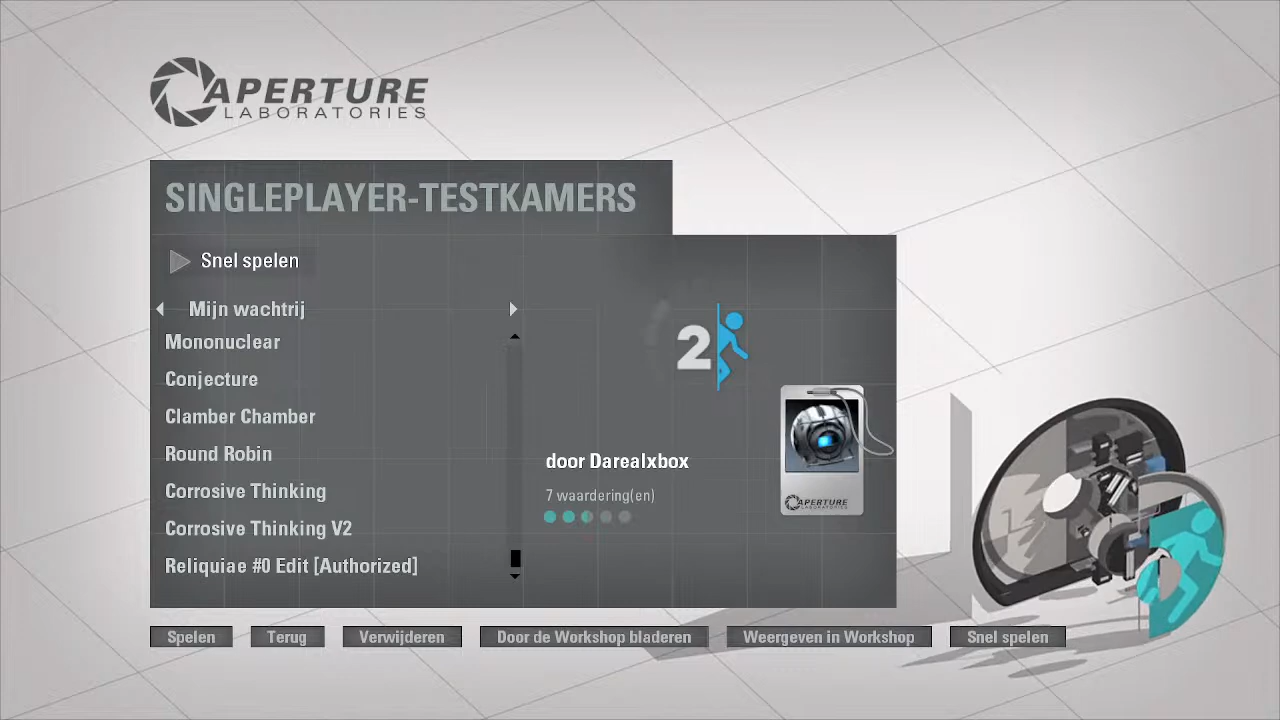 APERTURE
LABORATORIES
SINGLEPLAYER-TESTKAMERS
Snel spelen
Mijn wachtrij
Mononuclear
Conjecture
Clamber Chamber
Round Robin
Corrosive Thinking
Corrosive Thinking V2
Reliquiae #0 Edit [Authorized]
2
door Darealxbox
7 waardering(en)
APERTURE
LABORATORIES
Spelen
Terug
Verwijderen
Door de Workshop bladeren
Weergeven in Workshop
Snel spelen